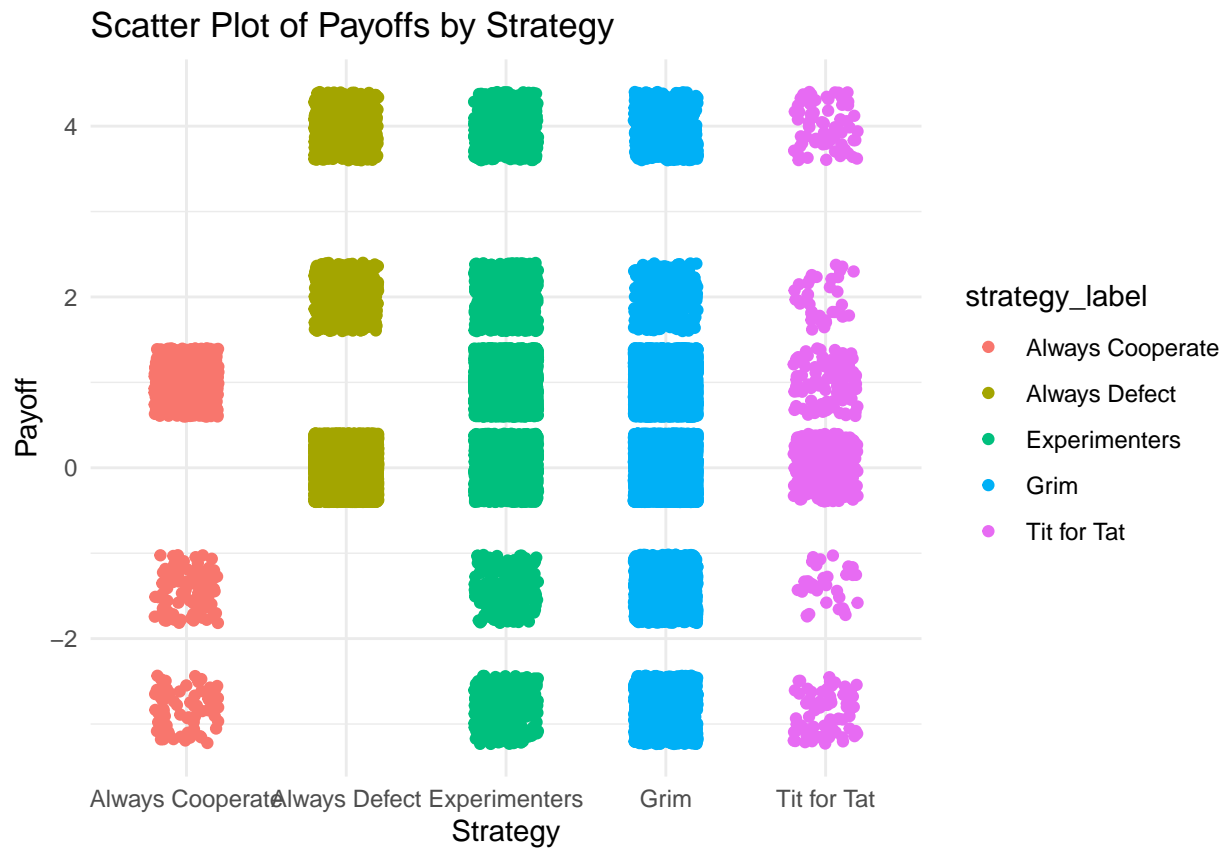 Scatter Plot of Payoffs by Strategy
4
2
0
−2
Payoff
Always Cooperate
Always Defect
Experimenters
Grim
Tit for Tat
Strategy
strategy_label
Always Cooperate
Always Defect
Experimenters
Grim
Tit for Tat